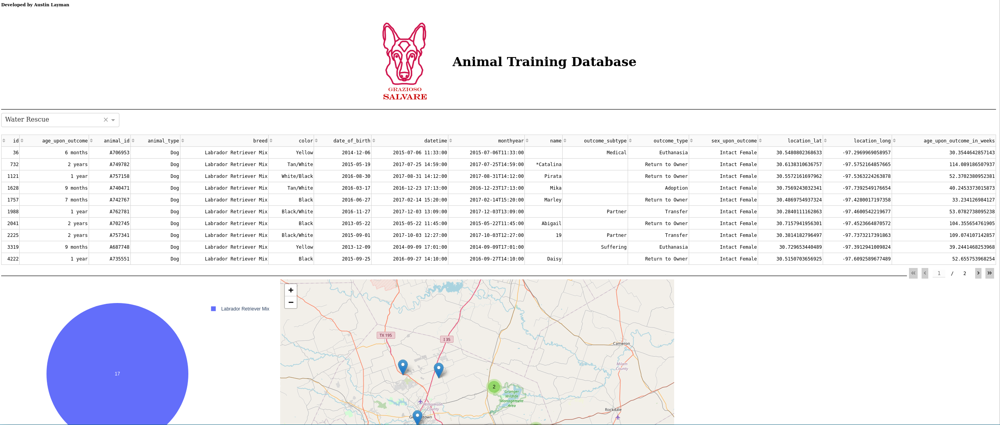 Developed by Austin Layman
GRAZIOSO
SALVARE
Animal Training Database
Water Rescue
id age_upon_outcome animal_id animal_type breed color date_of_birth datetime monthyear name outcome_subtype outcome_type sex_upon_outcome location_lat location_long age_upon_outcome_in_weeks
36 6 months A706953 Dog Labrador Retriever Mix Yellow 2014-12-06 2015-07-06 11:33:00 2015-07-06T11:33:00 Medical Euthanasia Intact Female 30.5480802368633 -97.2969969058957 30.3544642857143
732 2 years A749782 Dog Labrador Retriever Mix Tan/White 2015-05-19 2017-07-25 14:59:00 2017-07-25T14:59:00 *Catalina Return to Owner Intact Female 30.6138310636757 -97.5752164857665 114.089186507937
1121 1 year A757158 Dog Labrador Retriever Mix White/Black 2016-08-30 2017-08-31 14:12:00 2017-08-31T14:12:00 Pirata Return to Owner Intact Female 30.5572161697962 -97.5363224263878 52.3702380952381
1628 9 months A740471 Dog Labrador Retriever Mix Tan/White 2016-03-17 2016-12-23 17:13:00 2016-12-23T17:13:00 Mika Adoption Intact Female 30.7569243032341 -97.7392549176654 40.2453373015873
1757 7 months A742767 Dog Labrador Retriever Mix Black 2016-06-27 2017-02-14 15:20:00 2017-02-14T15:20:00 Marley Return to Owner Intact Female 30.4869754937324 -97.4280017197358 33.234126984127
1988 1 year A762781 Dog Labrador Retriever Mix Black/White 2016-11-27 2017-12-03 13:09:00 2017-12-03T13:09:00 Partner Transfer Intact Female 30.2840111162863 -97.4600542219677 53.0782738095238
2041 2 years A702745 Dog Labrador Retriever Mix Black 2013-05-22 2015-05-22 11:45:00 2015-05-22T11:45:00 Abigail Return to Owner Intact Female 30.7157941956301 -97.4523664870572 104.355654761905
2225 2 years A757341 Dog Labrador Retriever Mix Black/White 2015-09-01 2017-10-03 12:27:00 2017-10-03T12:27:00 19 Partner Transfer Intact Female 30.3814182796497 -97.7373217391863 109.074107142857
3319 9 months A687748 Dog Labrador Retriever Mix Yellow 2013-12-09 2014-09-09 17:01:00 2014-09-09T17:01:00 Suffering Euthanasia Intact Female 30.729653440489 -97.3912941009824 39.2441468253968
4222 1 year A735551 Dog Labrador Retriever Mix Black 2015-09-25 2016-09-27 14:10:00 2016-09-27T14:10:00 Daisy Return to Owner Intact Female 30.5150703656925 -97.6092589677489 52.655753968254
1 / 2
Labrador Retriever Mix
17
+
−
TX 195
I 35
Cameron
Milam
County
2
Granger
Wildlife
Management
Area
Williamson
County
Rockdale